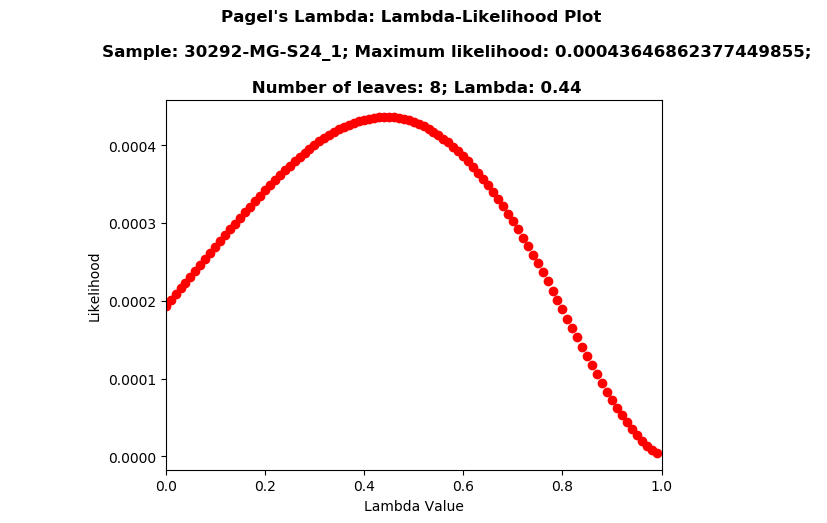 Pagel's Lambda: Lambda-Likelihood Plot
Sample: 30292-MG-S24_1; Maximum likelihood: 0.00043646862377449855;
Number of leaves: 8; Lambda: 0.44
0.0004
0.0003
0.0002
0.0001
0.0000
Likelihood
0.0 0.2 0.4 0.6 0.8 1.0
Lambda Value